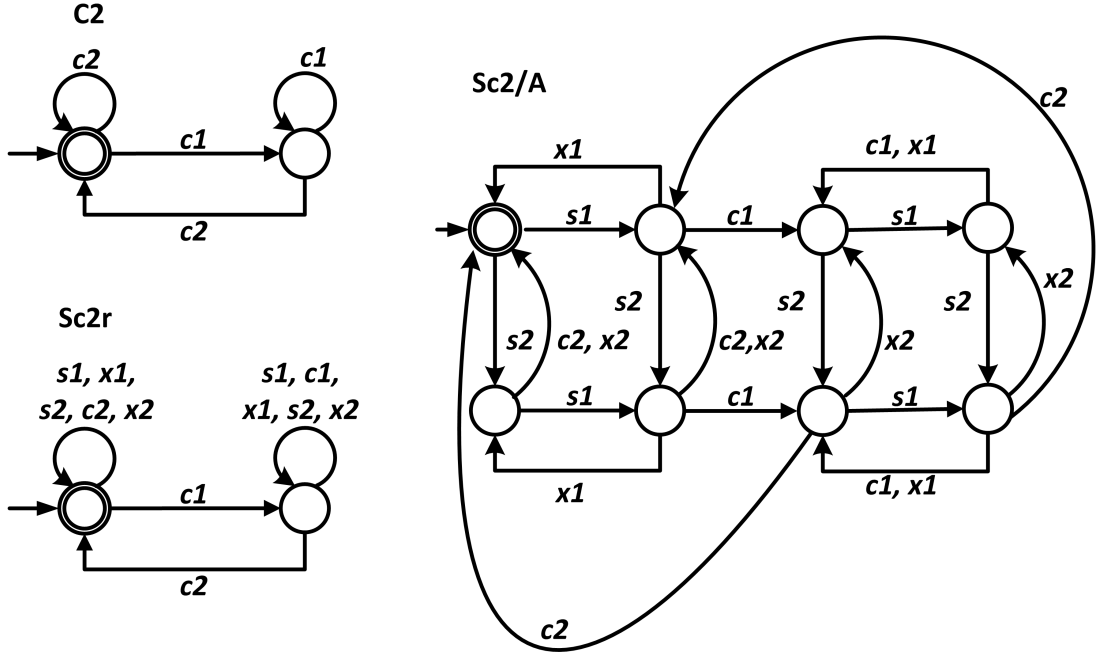 C2
c2
c1
c1
c2
Sc2r
s1, x1,
s2, c2, x2
s1, c1,
x1, s2, x2
c1
c2
Sc2/A
c2
x1
c1, x1
s1
c1
s1
s2
c2, x2
s2
c2,x2
s2
x2
s2
x2
s1
c1
s1
x1
c1, x1
c2